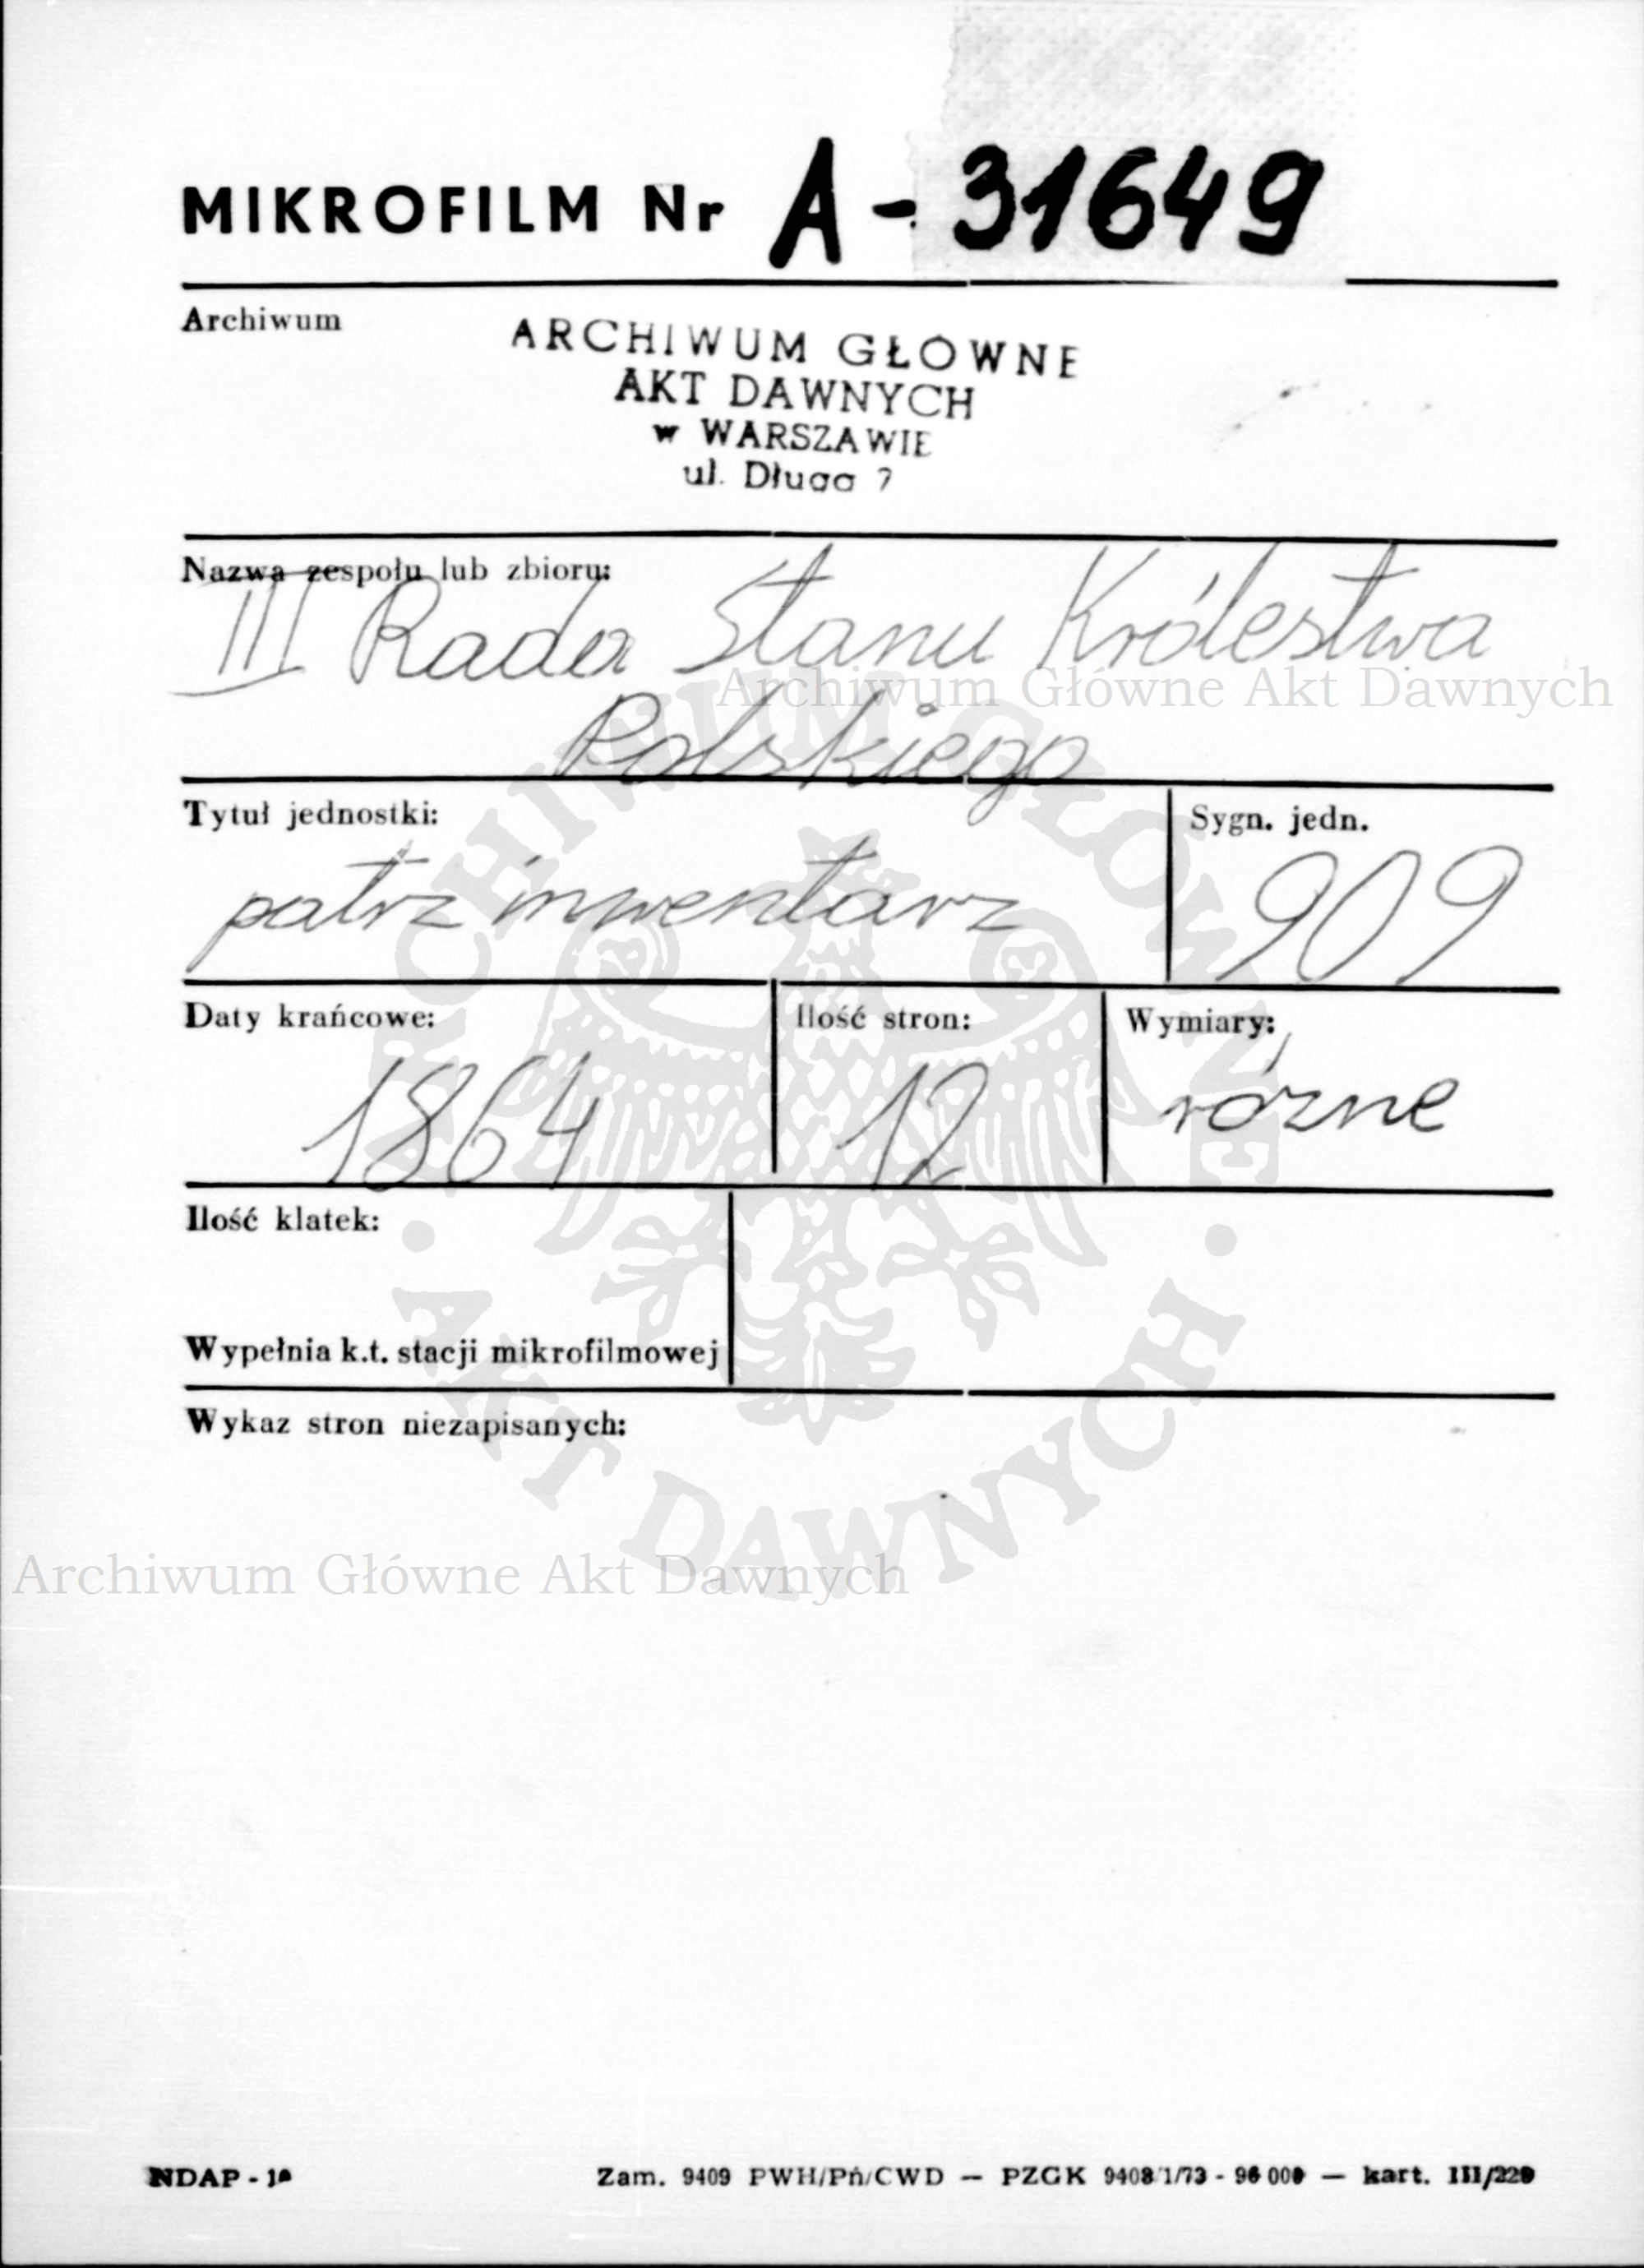 MIKROFILM Nr A-31649
Archiwum
ARCHIWUM GŁÓWNE
AKT DAWNYCH
w WARSZAWIE
ul. Długa 7
Nazwa zespołu lub zbioru:
III Rada Stanu Królestwa
Archiwum Główne Akt Dawnych
Polskiego
Tytuł jednostki:
patrz inwentarz
Sygn. jedn.
909
Daty krańcowe:
1864
Ilość stron:
12
Wymiary:
różne
Ilość klatek:
Wypełnia k.t. stacji mikrofilmowej
Wykaz stron niezapisanych:
ARCHIWUM GŁÓWNE · AKT DAWNYCH ·
Archiwum Główne Akt Dawnych
NDAP - 1a
Zam. 9409 PWH/Pń/CWD — PZGK 9408/1/73 - 96 000 — kart. III/220